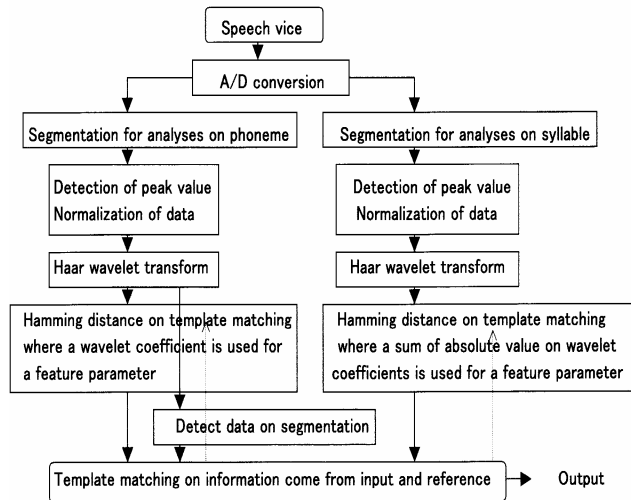 Speech vice
A/D conversion
Segmentation for analyses on phoneme
Segmentation for analyses on syllable
Detection of peak value
Normalization of data
Detection of peak value
Normalization of data
Haar wavelet transform
Haar wavelet transform
Hamming distance on template matching
where a wavelet coefficient is used for
a feature parameter
Hamming distance on template matching
where a sum of absolute value on wavelet
coefficients is used for a feature parameter
Detect data on segmentation
Template matching on information come from input and reference
Output